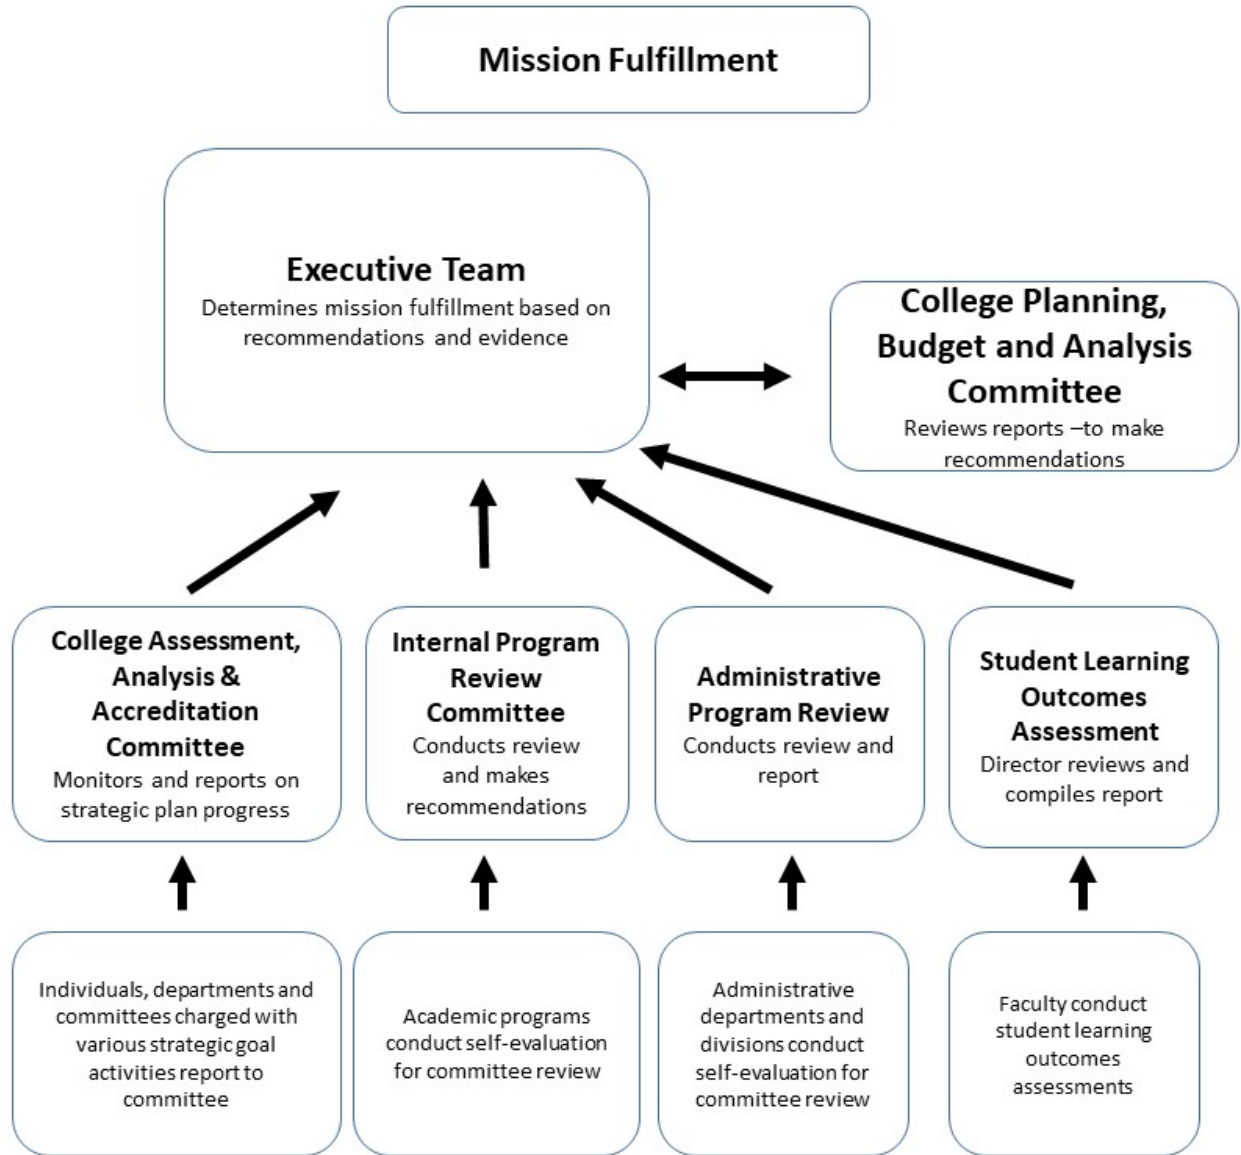 Mission Fulfillment
Executive Team
Determines mission fulfillment based on
recommendations and evidence
College Planning,
Budget and Analysis
Committee
Reviews reports –to make
recommendations
College Assessment,
Analysis &
Accreditation
Committee
Monitors and reports on
strategic plan progress
Internal Program
Review
Committee
Conducts review
and makes
recommendations
Administrative
Program Review
Conducts review and
report
Student Learning
Outcomes
Assessment
Director reviews and
compiles report
Individuals, departments and
committees charged with
various strategic goal
activities report to
committee
Academic programs
conduct self-evaluation
for committee review
Administrative
departments and
divisions conduct
self-evaluation for
committee review
Faculty conduct
student learning
outcomes
assessments